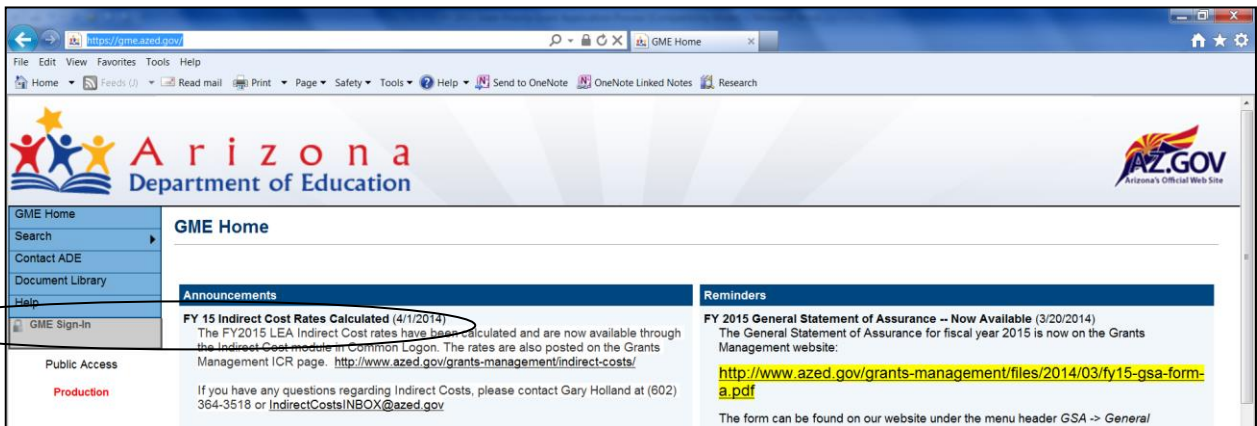 https://gme.azed.gov/
GME Home
File Edit View Favorites Tools Help
Home Feeds (J) Read mail Print Page Safety Tools Help Send to OneNote OneNote Linked Notes Research
Arizona
Department of Education
AZ.GOV
Arizona's Official Web Site
GME Home
Search
Contact ADE
Document Library
Help
GME Sign-In
Public Access
Production
GME Home
Announcements
FY 15 Indirect Cost Rates Calculated (4/1/2014)
The FY2015 LEA Indirect Cost rates have been calculated and are now available through
the Indirect Cost module in Common Logon. The rates are also posted on the Grants
Management ICR page. http://www.azed.gov/grants-management/indirect-costs/
If you have any questions regarding Indirect Costs, please contact Gary Holland at (602)
364-3518 or IndirectCostsINBOX@azed.gov
Reminders
FY 2015 General Statement of Assurance -- Now Available (3/20/2014)
The General Statement of Assurance for fiscal year 2015 is now on the Grants
Management website:
http://www.azed.gov/grants-management/files/2014/03/fy15-gsa-form-
a.pdf
The form can be found on our website under the menu header GSA -> General